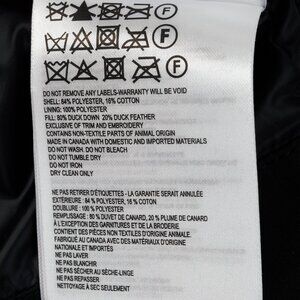 F
F
DO NOT REMOVE ANY LABELS-WARRANTY WILL BE VOID
SHELL: 84% POLYESTER, 16% COTTON
LINING: 100% POLYESTER
FILL: 80% DUCK DOWN 20% DUCK FEATHER
EXCLUSIVE OF TRIM AND EMBROIDERY
CONTAINS NON-TEXTILE PARTS OF ANIMAL ORIGIN
MADE IN CANADA WITH DOMESTIC AND IMPORTED MATERIALS
DO NOT WASH. DO NOT BLEACH
DO NOT TUMBLE DRY
DO NOT IRON
DRY CLEAN ONLY
NE PAS RETIRER D'ÉTIQUETTES - LA GARANTIE SERAIT ANNULÉE
EXTÉRIEURE : 84 % POLYESTER, 16 % COTON
DOUBLURE : 100 % POLYESTER
REMPLISSAGE : 80 % DUVET DE CANARD, 20 % PLUME DE CANARD
À L'EXCEPTION DES GARNITURES ET DE LA BRODERIE
CONTIENT DES PIÈCES NON TEXTILES D'ORIGINE ANIMALE.
FABRIQUÉ AU CANADA AVEC DES MATÉRIAUX D'ORIGINE
NATIONALE ET IMPORTÉS
NE PAS LAVER
NE PAS BLANCHIR
NE PAS SÉCHER AU SÈCHE-LINGE
NE PAS REPASSER
NETTOYAGE À SEC SEULEMENT